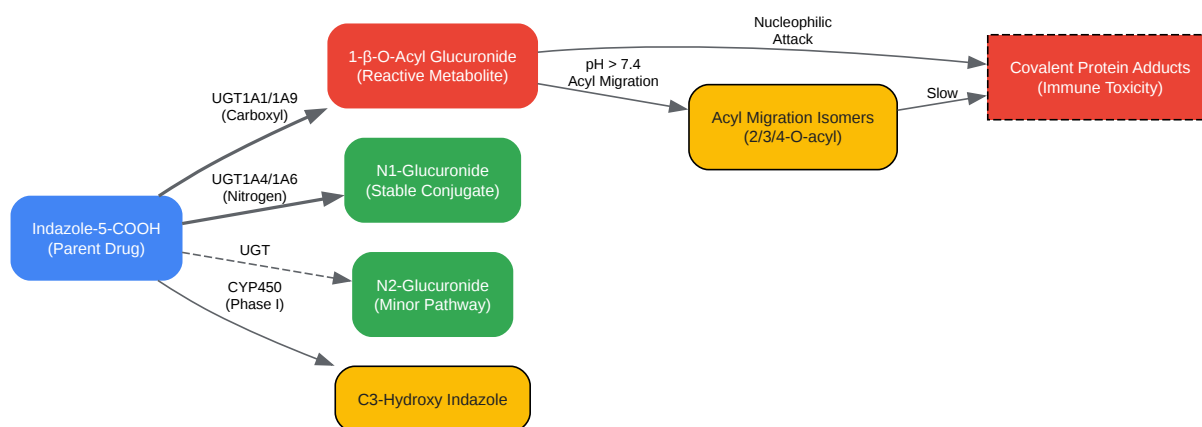 Indazole-5-COOH
(Parent Drug)
UGT1A1/1A9
(Carboxyl)
1-β-O-Acyl Glucuronide
(Reactive Metabolite)
UGT1A4/1A6
(Nitrogen)
N1-Glucuronide
(Stable Conjugate)
UGT
N2-Glucuronide
(Minor Pathway)
CYP450
(Phase I)
C3-Hydroxy Indazole
pH > 7.4
Acyl Migration
Acyl Migration Isomers
(2/3/4-O-acyl)
Nucleophilic
Attack
Slow
Covalent Protein Adducts
(Immune Toxicity)